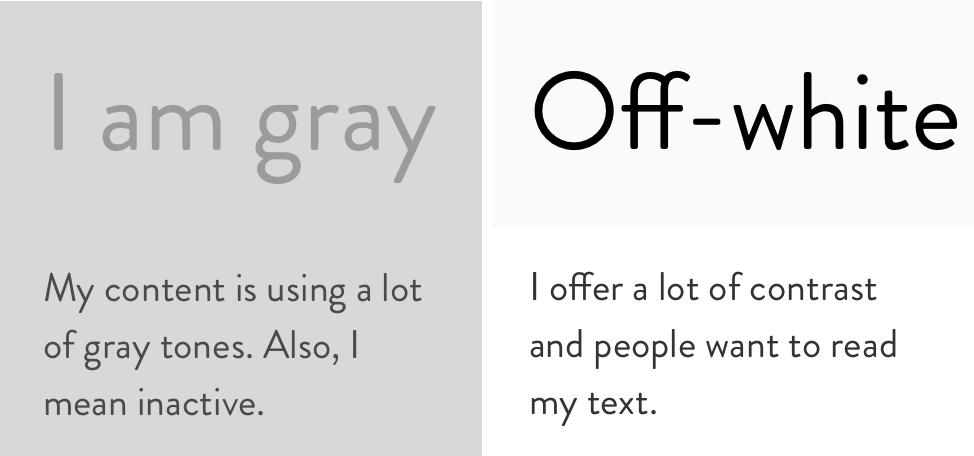 I am gray
My content is using a lot
of gray tones. Also, I
mean inactive.
Off-white
I offer a lot of contrast
and people want to read
my text.